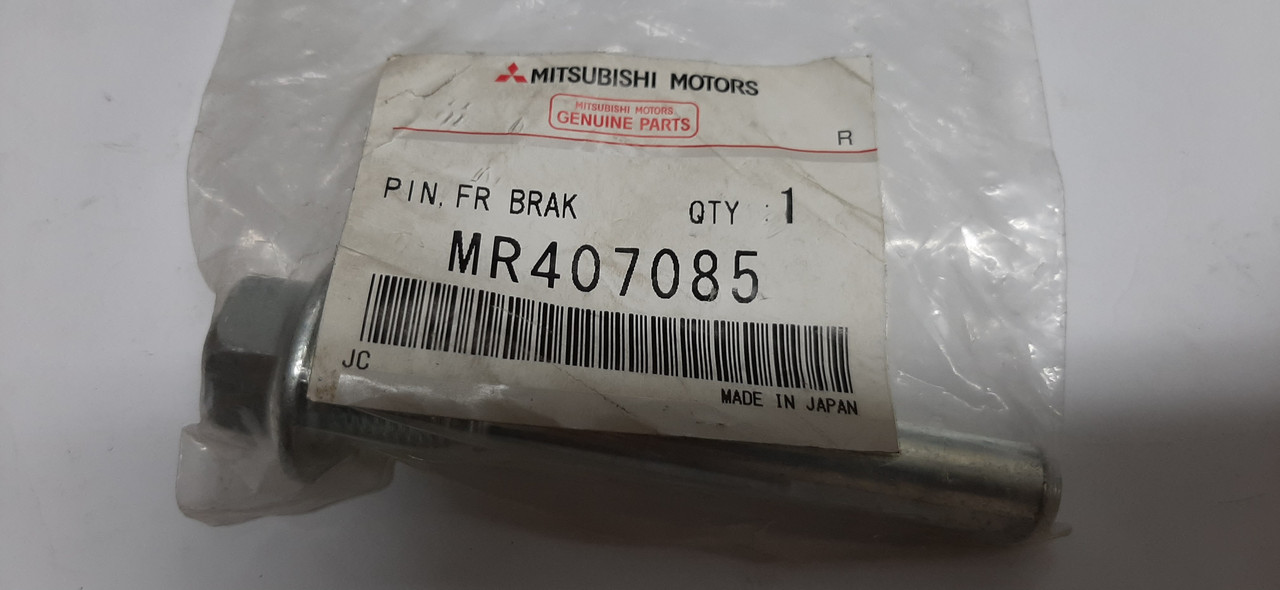 MITSUBISHI MOTORS
MITSUBISHI MOTORS
GENUINE PARTS
R
PIN, FR BRAK QTY : 1
MR407085
JC
MADE IN JAPAN